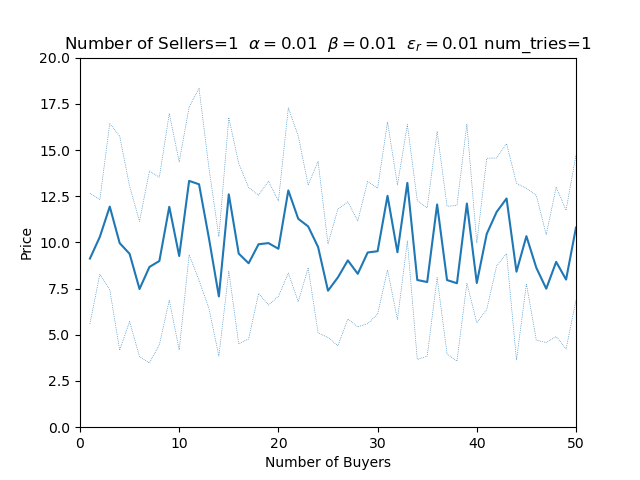 Number of Sellers=1 α = 0.01 β = 0.01 εr = 0.01 num_tries=1
20.0
17.5
15.0
12.5
10.0
7.5
5.0
2.5
0.0
Price
0 10 20 30 40 50
Number of Buyers